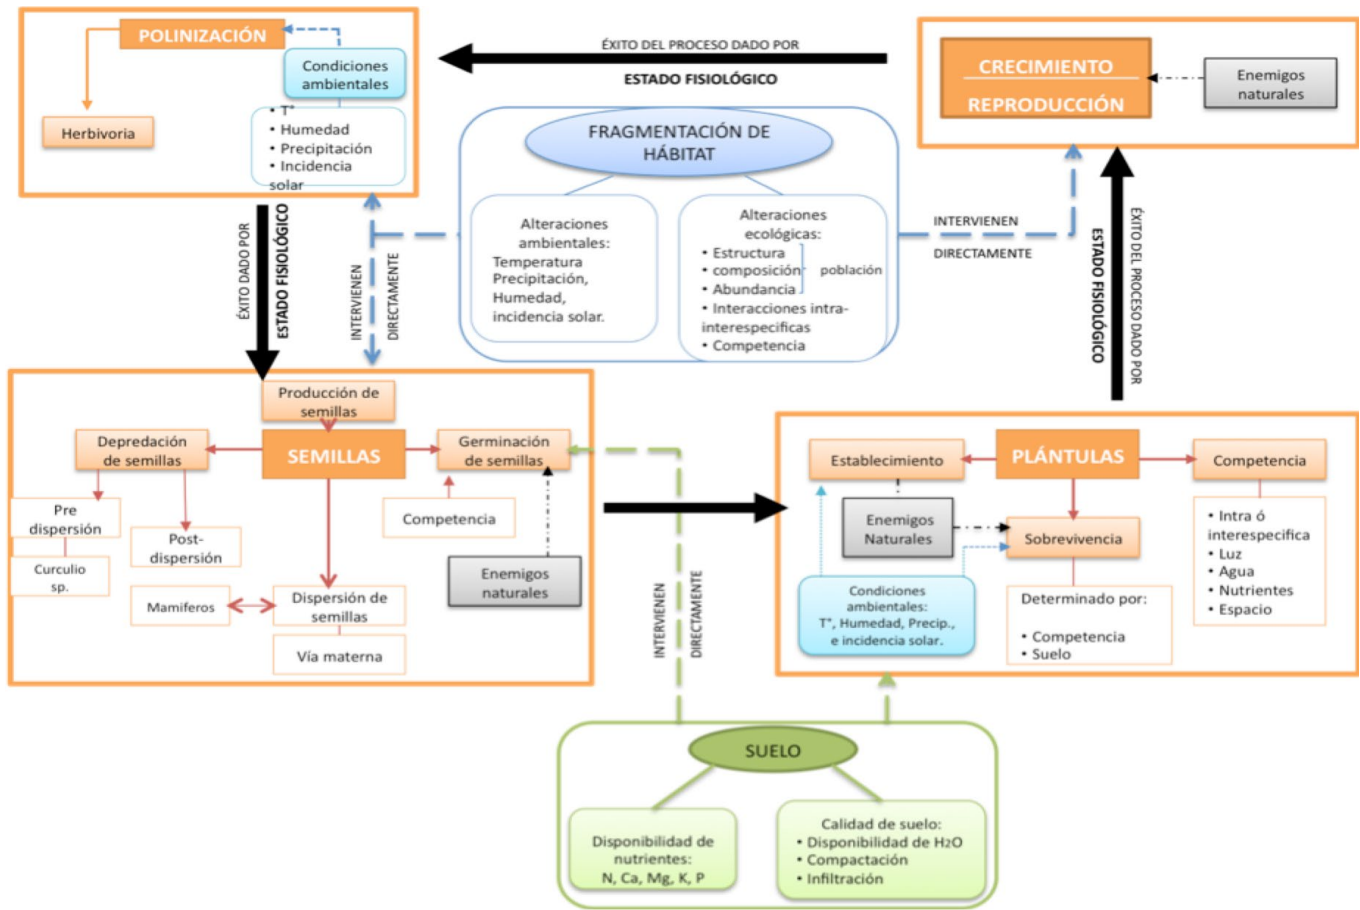 POLINIZACIÓN
Condiciones
ambientales
• T°
• Humedad
• Precipitación
• Incidencia
solar
Herbivoria
ÉXITO DEL PROCESO DADO POR
ESTADO FISIOLÓGICO
CRECIMIENTO
REPRODUCCIÓN
Enemigos
naturales
FRAGMENTACIÓN DE
HÁBITAT
Alteraciones
ambientales:
Temperatura
Precipitación,
Humedad,
incidencia solar.
Alteraciones
ecológicas:
• Estructura
• composición
• Abundancia
población
• Interacciones intra-
interespecificas
• Competencia
INTERVIENEN
DIRECTAMENTE
ÉXITO DADO POR
ESTADO FISIOLÓGICO
INTERVIENEN
DIRECTAMENTE
ESTADO FISIOLÓGICO
ÉXITO DEL PROCESO DADO POR
Producción de
semillas
SEMILLAS
Depredación
de semillas
Germinación
de semillas
Pre
dispersión
Curculio
sp.
Post-
dispersión
Competencia
Enemigos
naturales
Mamiferos
Dispersión de
semillas
Vía materna
INTERVIENEN
DIRECTAMENTE
PLÁNTULAS
Establecimiento
Competencia
Enemigos
Naturales
Sobrevivencia
• Intra ó
interespecifica
• Luz
• Agua
• Nutrientes
• Espacio
Condiciones
ambientales:
T°, Humedad, Precip.,
e incidencia solar.
Determinado por:
• Competencia
• Suelo
SUELO
Disponibilidad de
nutrientes:
N, Ca, Mg, K, P
Calidad de suelo:
• Disponibilidad de H2O
• Compactación
• Infiltración